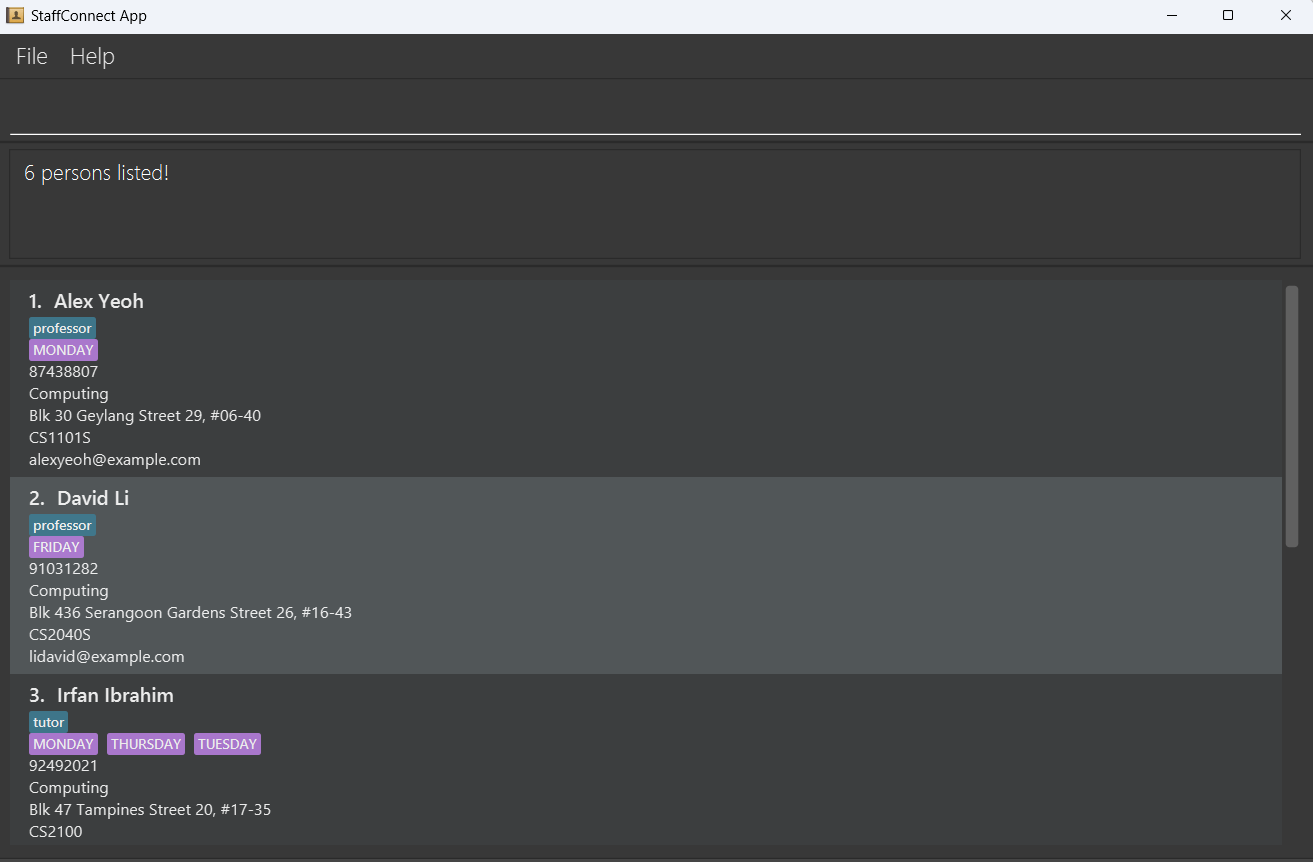 StaffConnect App
File Help
6 persons listed!
1. Alex Yeoh
professor
MONDAY
87438807
Computing
Blk 30 Geylang Street 29, #06-40
CS1101S
alexyeoh@example.com
2. David Li
professor
FRIDAY
91031282
Computing
Blk 436 Serangoon Gardens Street 26, #16-43
CS2040S
lidavid@example.com
3. Irfan Ibrahim
tutor
MONDAY THURSDAY TUESDAY
92492021
Computing
Blk 47 Tampines Street 20, #17-35
CS2100